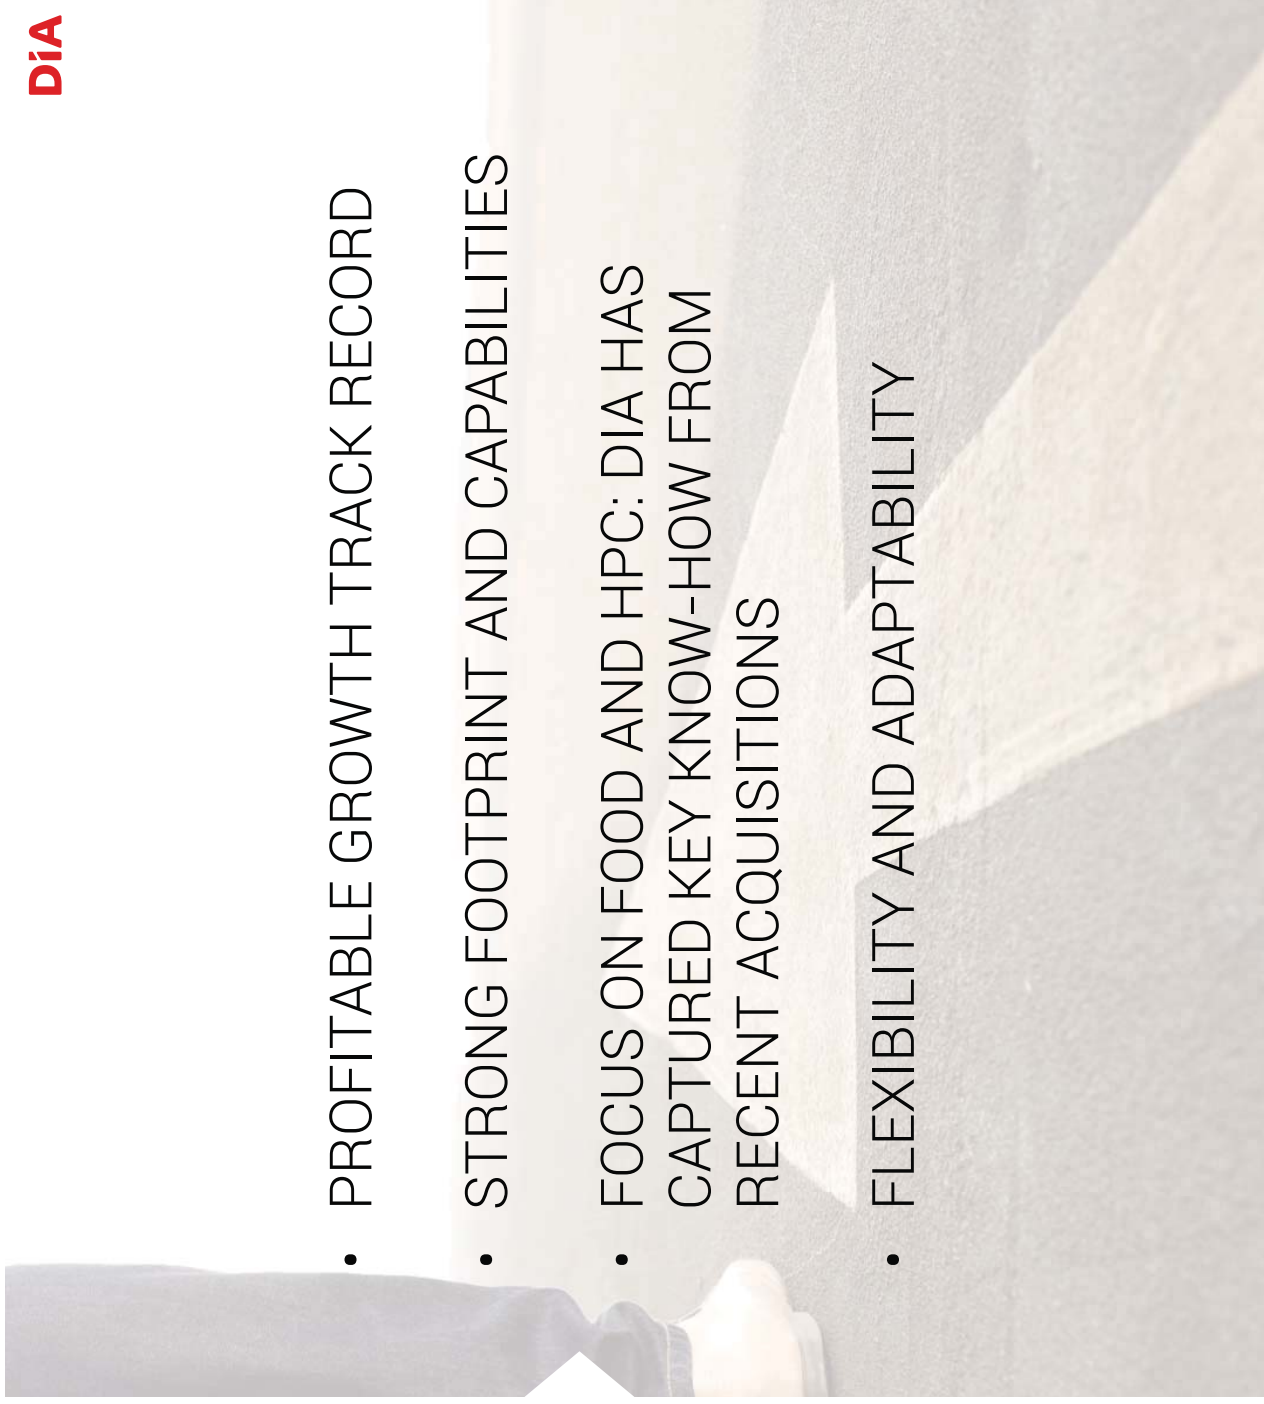 DiA
• PROFITABLE GROWTH TRACK RECORD
• STRONG FOOTPRINT AND CAPABILITIES
• FOCUS ON FOOD AND HPC: DIA HAS
CAPTURED KEY KNOW-HOW FROM
RECENT ACQUISITIONS
• FLEXIBILITY AND ADAPTABILITY